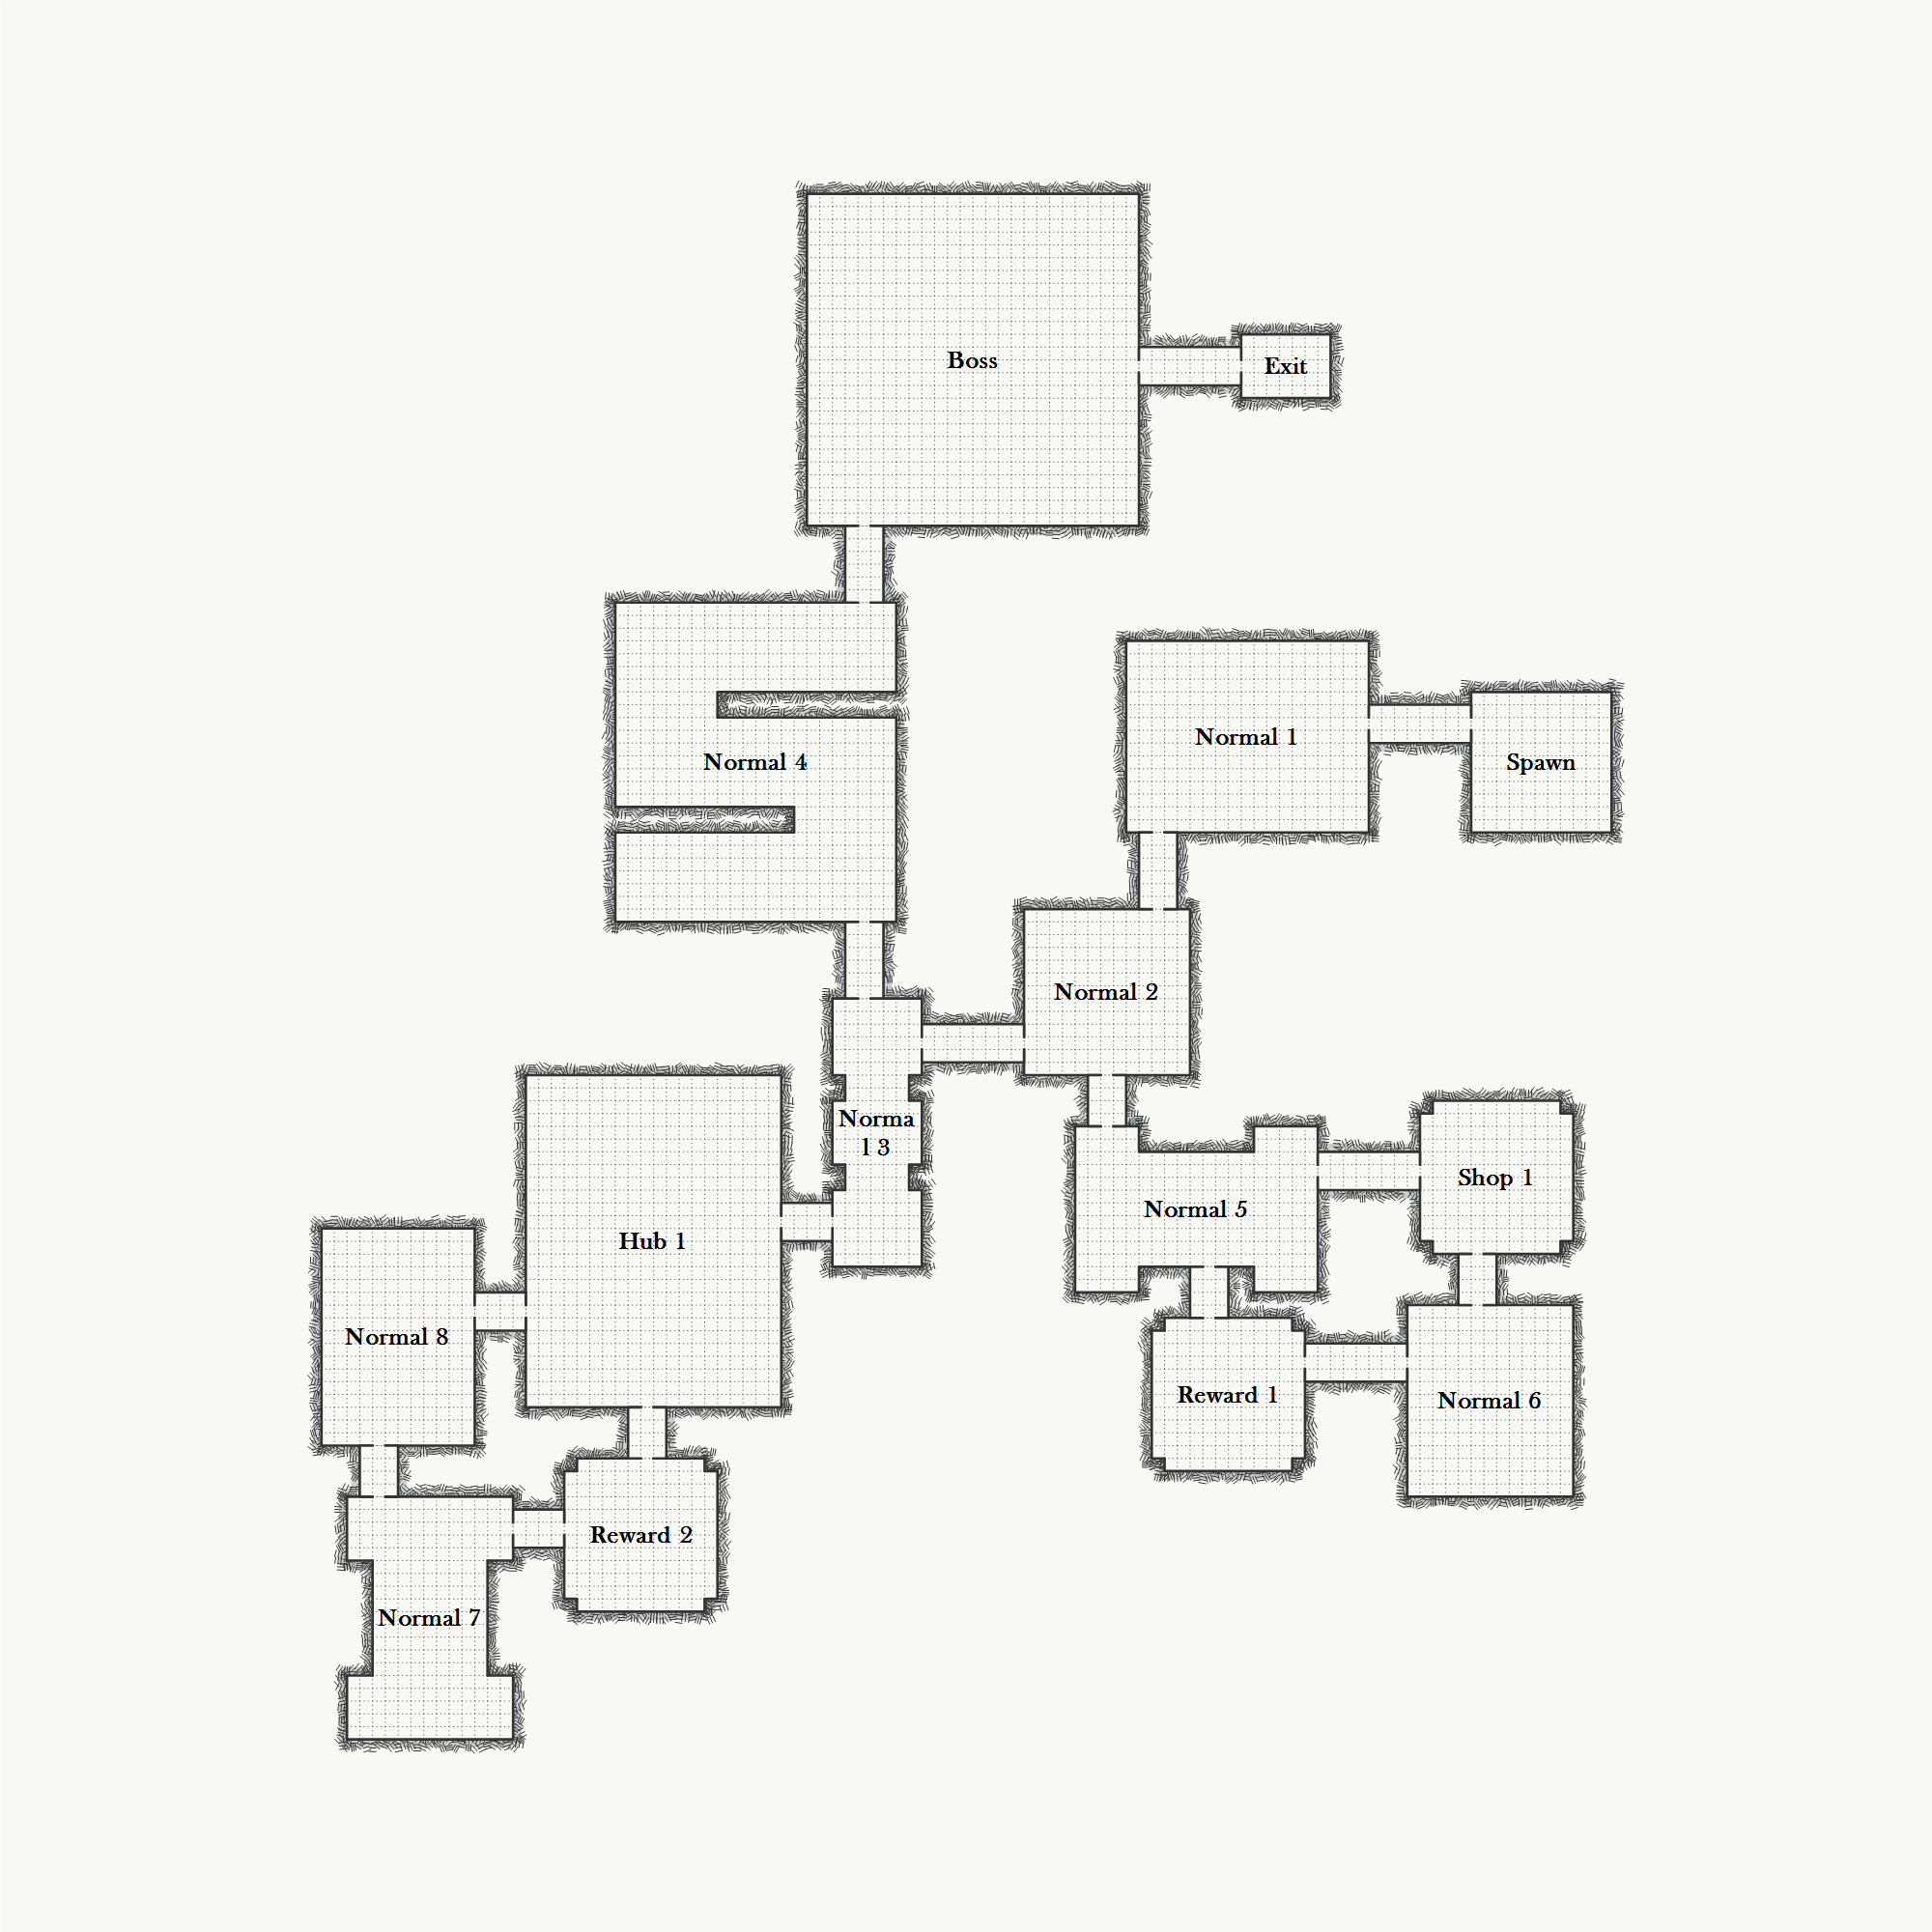 Boss
Exit
Normal 1
Normal 4
Spawn
Normal 2
Norma
l 3
Shop 1
Normal 5
Hub 1
Normal 8
Reward 1
Normal 6
Reward 2
Normal 7